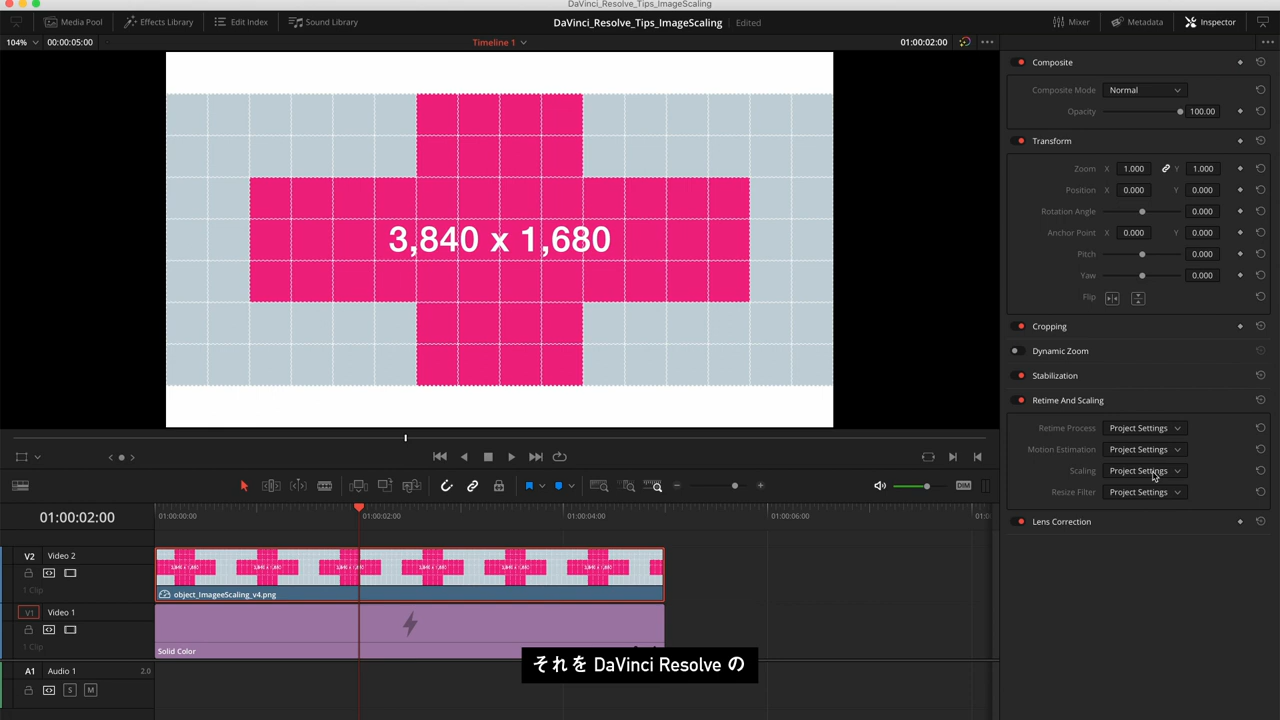 DaVinci_Resolve_Tips_ImageScaling
Media Pool
Effects Library
Edit Index
Sound Library
DaVinci_Resolve_Tips_ImageScaling
Edited
Mixer
Metadata
Inspector
104%
00:00:05:00
Timeline 1
01:00:02:00
3,840 x 1,680
Composite
Composite Mode
Normal
Opacity
100.00
Transform
Zoom
X
1.000
Y
1.000
Position
X
0.000
Y
0.000
Rotation Angle
0.000
Anchor Point
X
0.000
Y
0.000
Pitch
0.000
Yaw
0.000
Flip
Cropping
Dynamic Zoom
Stabilization
Retime And Scaling
Retime Process
Project Settings
Motion Estimation
Project Settings
Scaling
Project Settings
Resize Filter
Project Settings
Lens Correction
DIM
01:00:02:00
01:00:00:00
01:00:02:00
01:00:04:00
01:00:06:00
V2
Video 2
1 Clip
object_ImageeScaling_v4.png
V1
Video 1
1 Clip
Solid Color
A1
Audio 1
2.0
S
M
それを DaVinci Resolve の